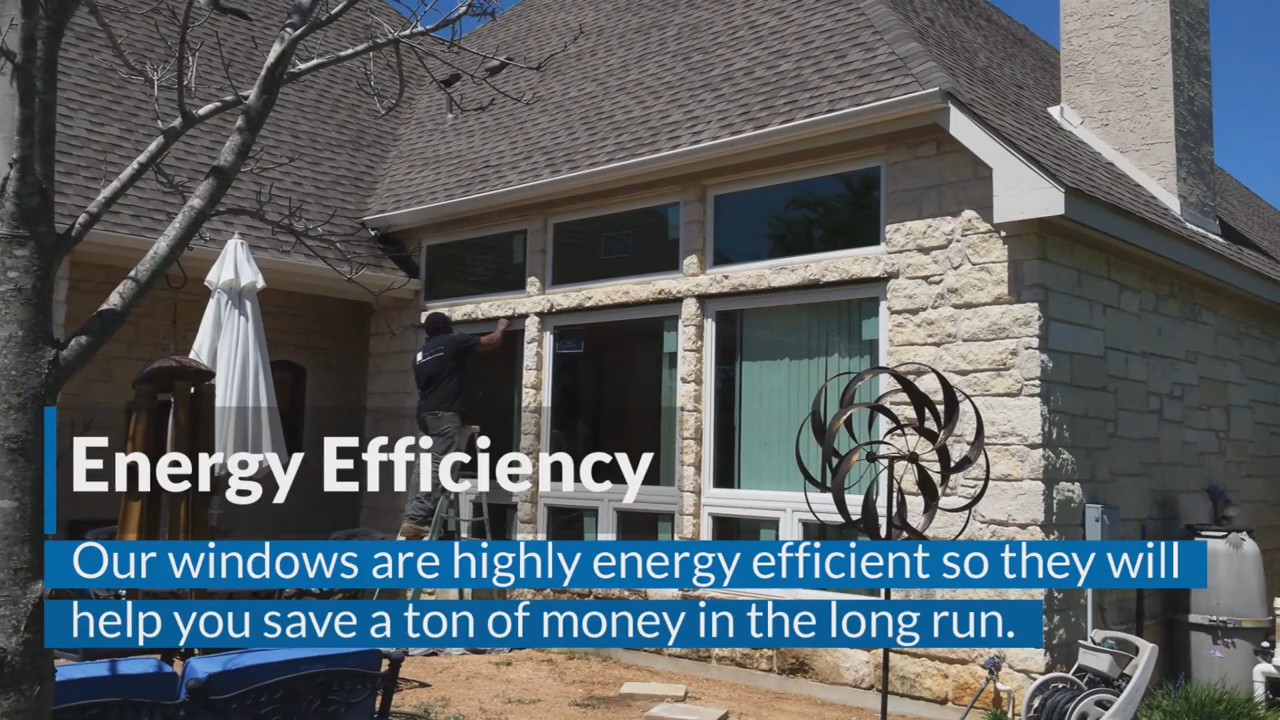 Energy Efficiency
Our windows are highly energy efficient so they will
help you save a ton of money in the long run.